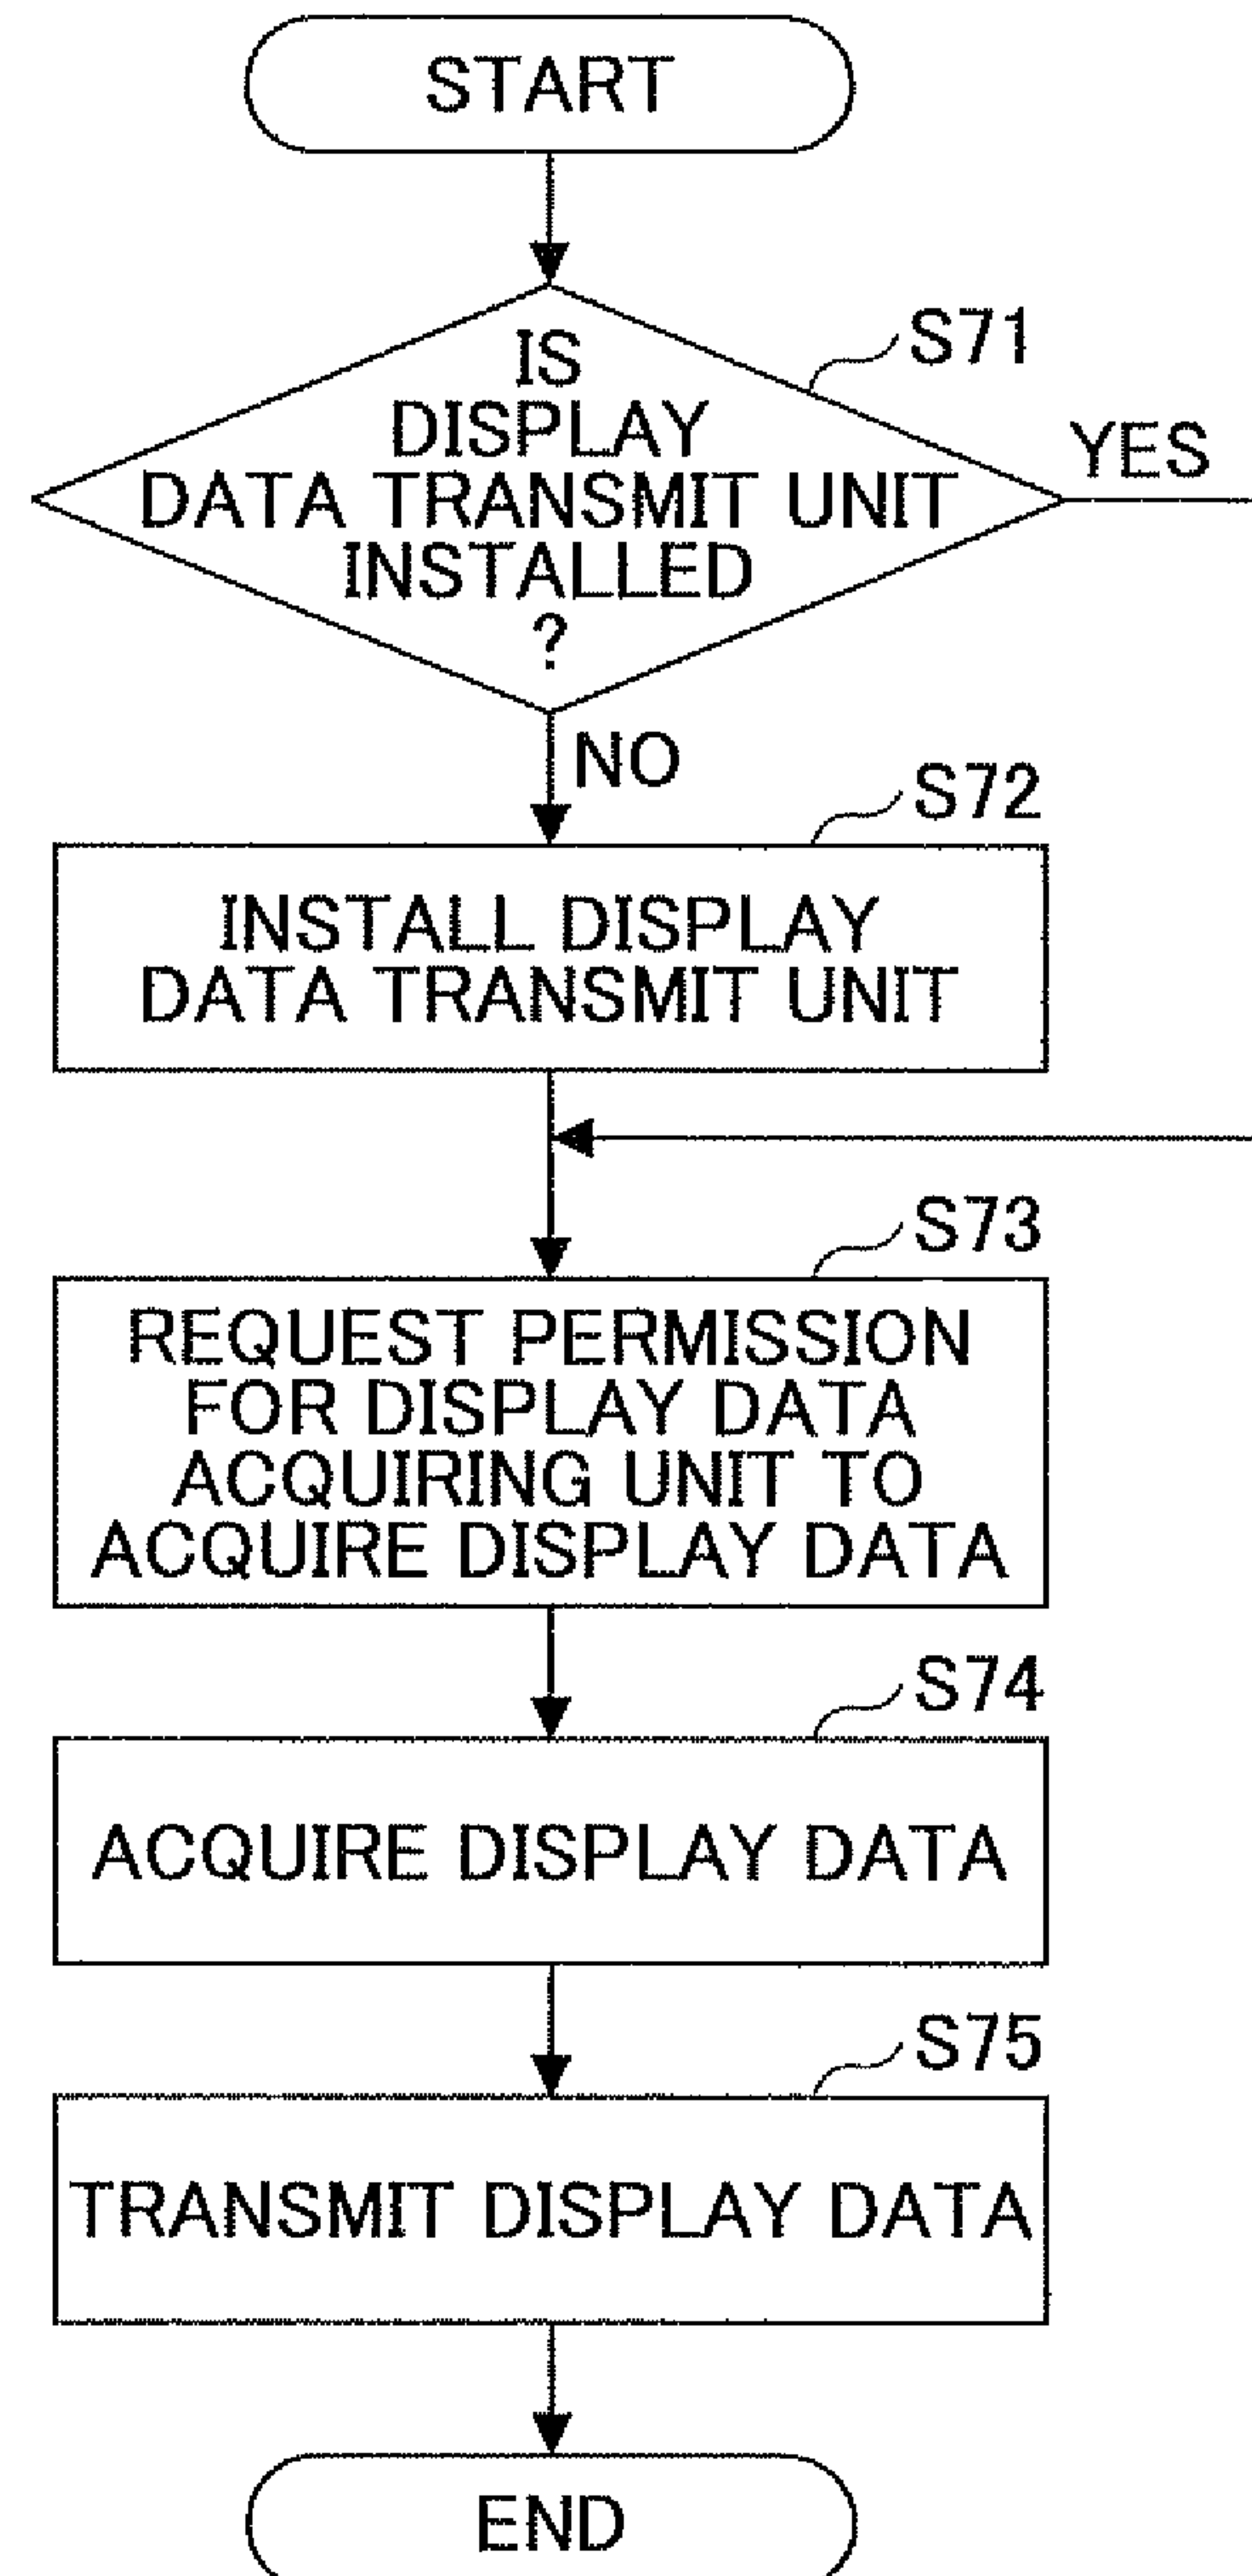 START
S71
IS
DISPLAY
DATA TRANSMIT UNIT
INSTALLED
?
YES
NO
S72
INSTALL DISPLAY
DATA TRANSMIT UNIT
S73
REQUEST PERMISSION
FOR DISPLAY DATA
ACQUIRING UNIT TO
ACQUIRE DISPLAY DATA
S74
ACQUIRE DISPLAY DATA
S75
TRANSMIT DISPLAY DATA
END